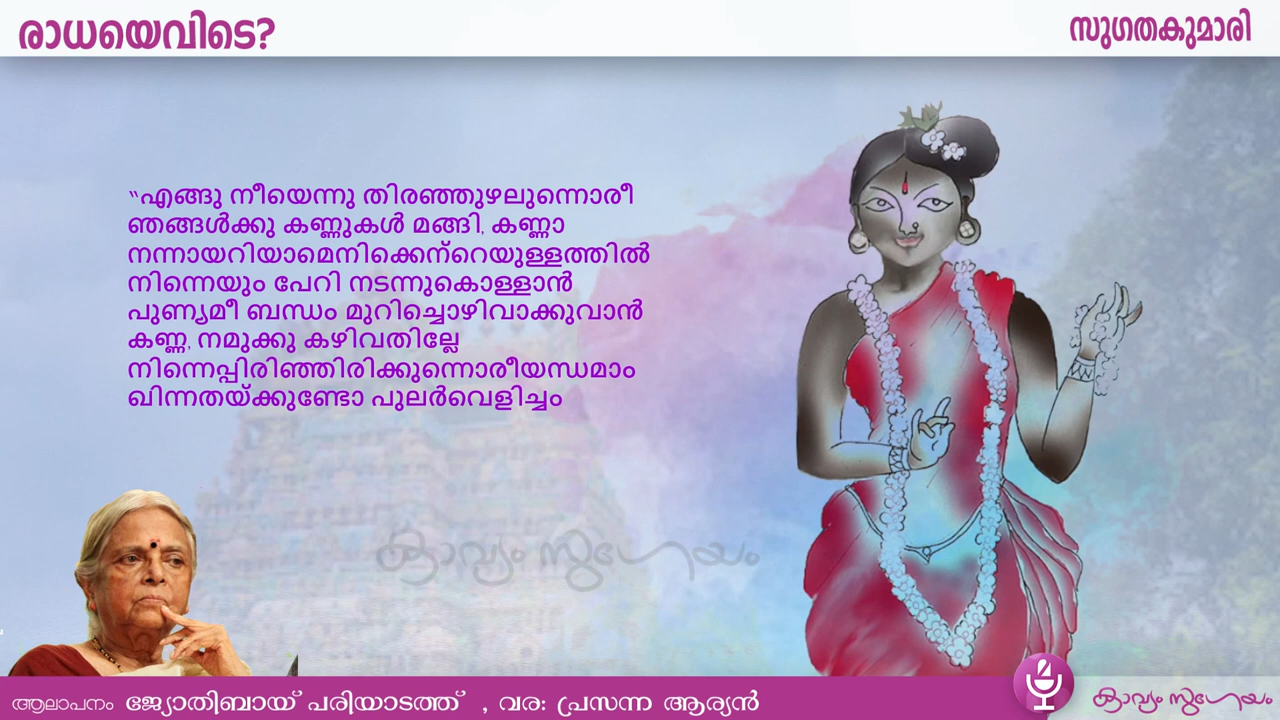 രാധയെവിടെ?
സുഗതകുമാരി
“എങ്ങു നീയെന്നു തിരഞ്ഞുഴലുന്നൊരീ
ഞങ്ങൾക്കു കണ്ണുകൾ മങ്ങി, കണ്ണാ
നന്നായറിയാമെനിക്കെന്റെയുള്ളത്തിൽ
നിന്നെയും പേറി നടന്നുകൊള്ളാൻ
പുണ്യമീ ബന്ധം മുറിച്ചൊഴിവാക്കുവാൻ
കണ്ണ, നമുക്കു കഴിവതില്ലേ
നിന്നെപ്പിരിഞ്ഞിരിക്കുന്നൊരീയന്ധമാം
ഖിന്നതയ്ക്കുണ്ടോ പുലർവെളിച്ചം
കാവ്യം സുഗേയം
ആലാപനം ജ്യോതിബായ് പരിയാടത്ത് , വര: പ്രസന്ന ആര്യൻ
കാവ്യം സുഗേയം